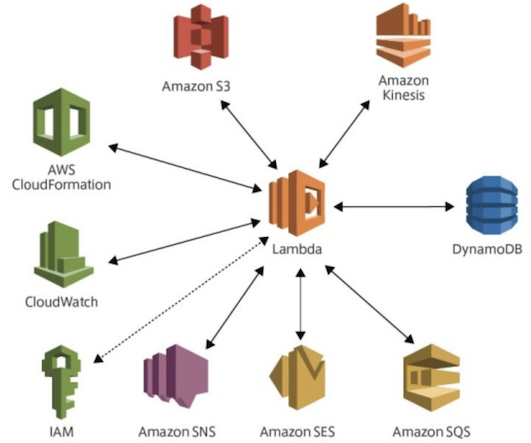 Amazon S3
Amazon
Kinesis
AWS
CloudFormation
Lambda
DynamoDB
CloudWatch
IAM
Amazon SNS
Amazon SES
Amazon SQS